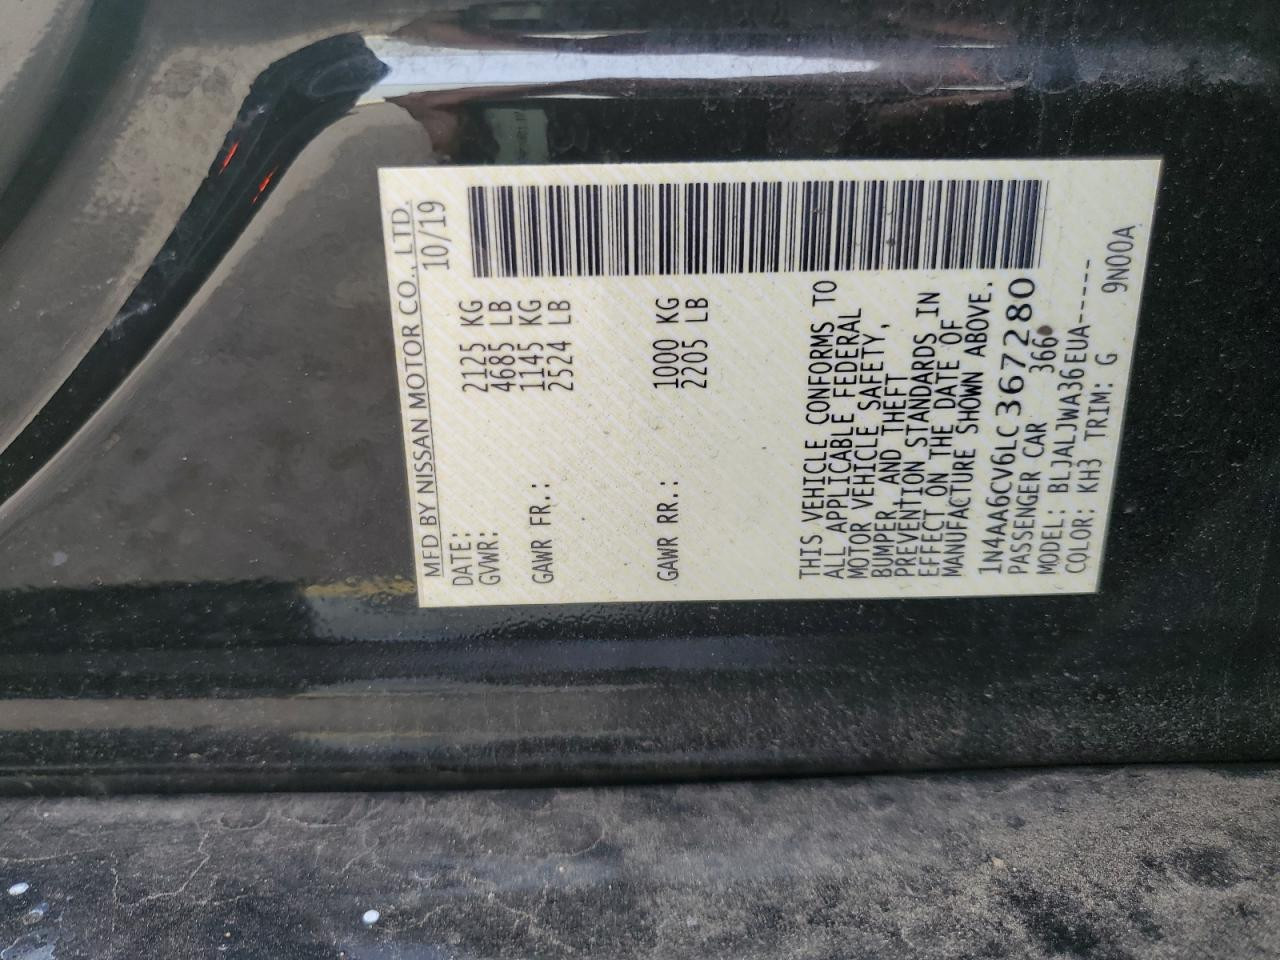 MFD BY NISSAN MOTOR CO., LTD.
DATE: 10/19
GVWR: 2125 KG
4685 LB
GAWR FR.: 1145 KG
2524 LB
GAWR RR.: 1000 KG
2205 LB
THIS VEHICLE CONFORMS TO
ALL APPLICABLE FEDERAL
MOTOR VEHICLE SAFETY,
BUMPER, AND THEFT
PREVENTION STANDARDS IN
EFFECT ON THE DATE OF
MANUFACTURE SHOWN ABOVE.
1N4AA6CV6LC367280
PASSENGER CAR 366
MODEL: BLJALJWA36EUA-----
COLOR: KH3 TRIM: G 9N00A